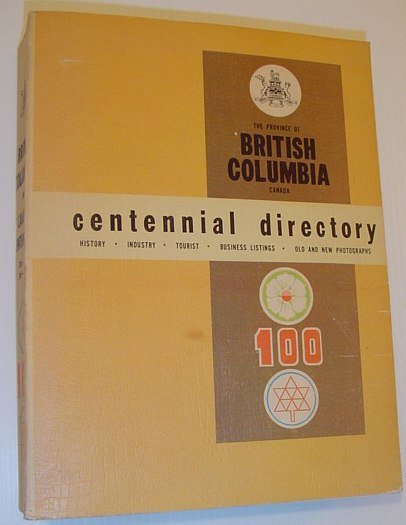 THE PROVINCE OF
BRITISH
COLUMBIA
CANADA
centennial directory
HISTORY • INDUSTRY • TOURIST • BUSINESS LISTINGS • OLD AND NEW PHOTOGRAPHS
100